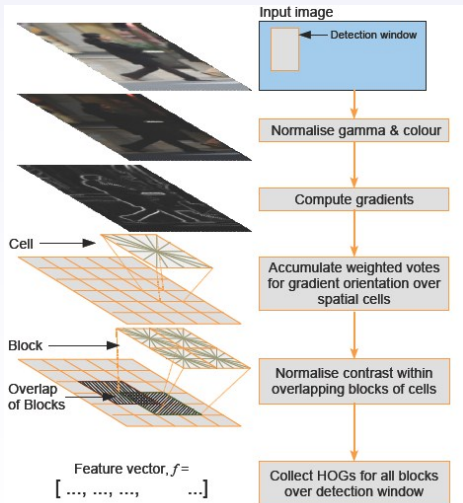 Input image
Detection window
Normalise gamma & colour
Compute gradients
Cell
Accumulate weighted votes
for gradient orientation over
spatial cells
Block
Overlap
of Blocks
Normalise contrast within
overlapping blocks of cells
Feature vector, f =
[ ..., ..., ..., ...]
Collect HOGs for all blocks
over detection window